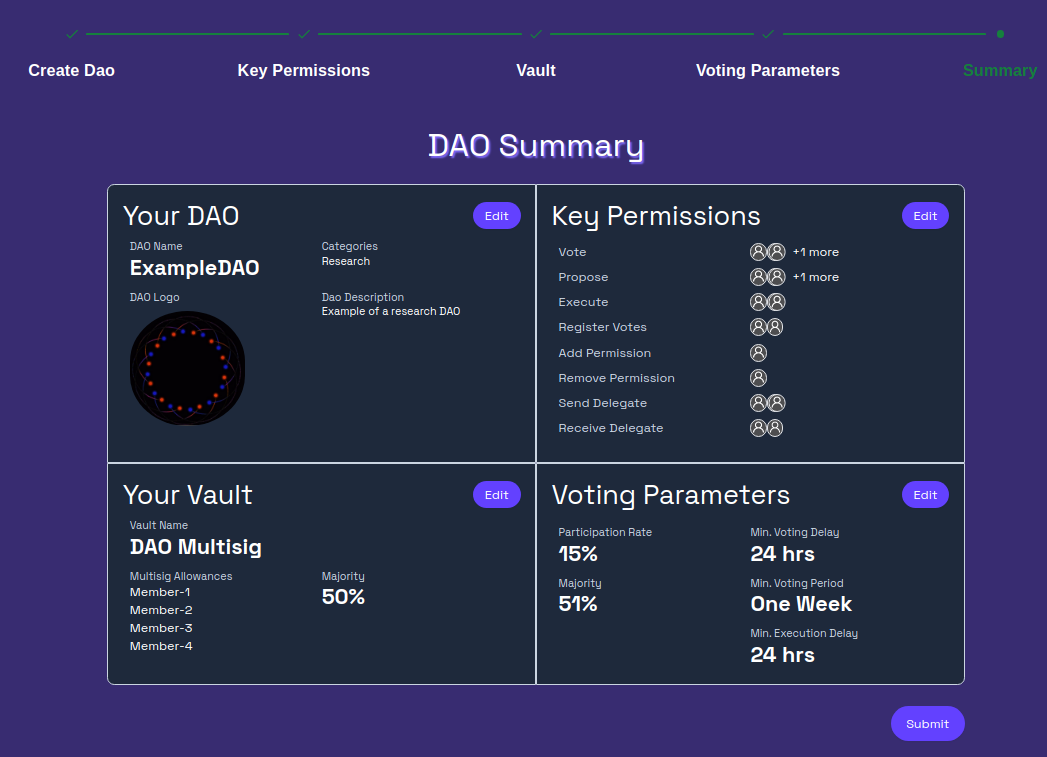 Create Dao
Key Permissions
Vault
Voting Parameters
Summary
DAO Summary
Your DAO
Edit
DAO Name
ExampleDAO
Categories
Research
DAO Logo
Dao Description
Example of a research DAO
Key Permissions
Edit
Vote
+1 more
Propose
+1 more
Execute
Register Votes
Add Permission
Remove Permission
Send Delegate
Receive Delegate
Your Vault
Edit
Vault Name
DAO Multisig
Multisig Allowances
Member-1
Member-2
Member-3
Member-4
Majority
50%
Voting Parameters
Edit
Participation Rate
15%
Majority
51%
Min. Voting Delay
24 hrs
Min. Voting Period
One Week
Min. Execution Delay
24 hrs
Submit